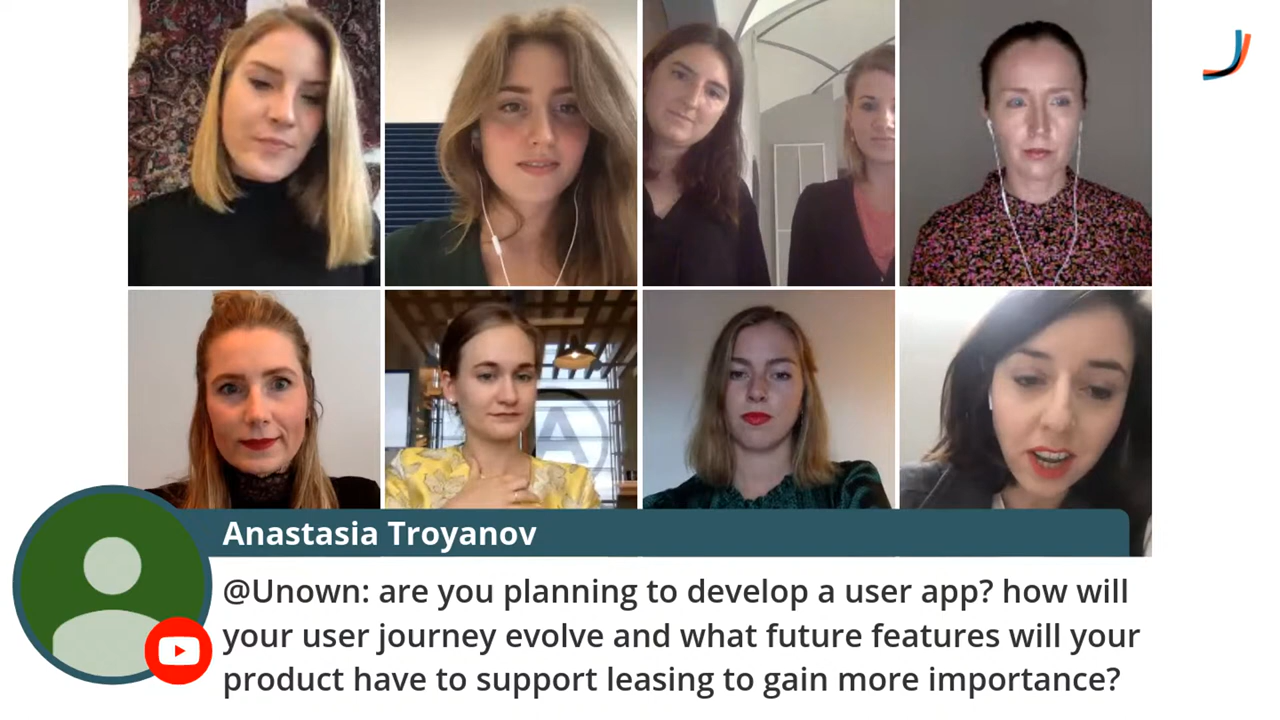 Anastasia Troyanov
@Unown: are you planning to develop a user app? how will
your user journey evolve and what future features will your
product have to support leasing to gain more importance?